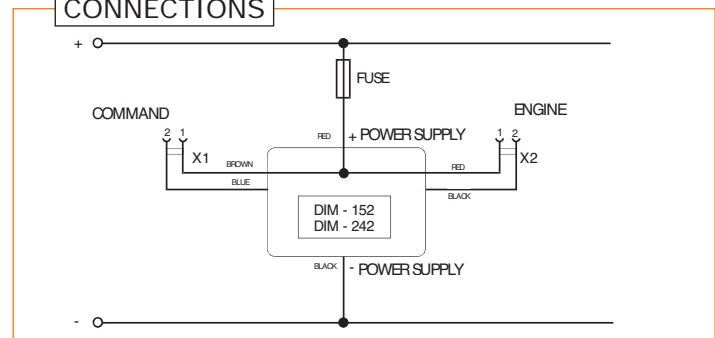 CONNECTIONS
+
FUSE
COMMAND
ENGINE
RED + POWER SUPPLY
2 1
1 2
X1
X2
BROWN
RED
BLUE
BLACK
DIM - 152
DIM - 242
BLACK - POWER SUPPLY
-